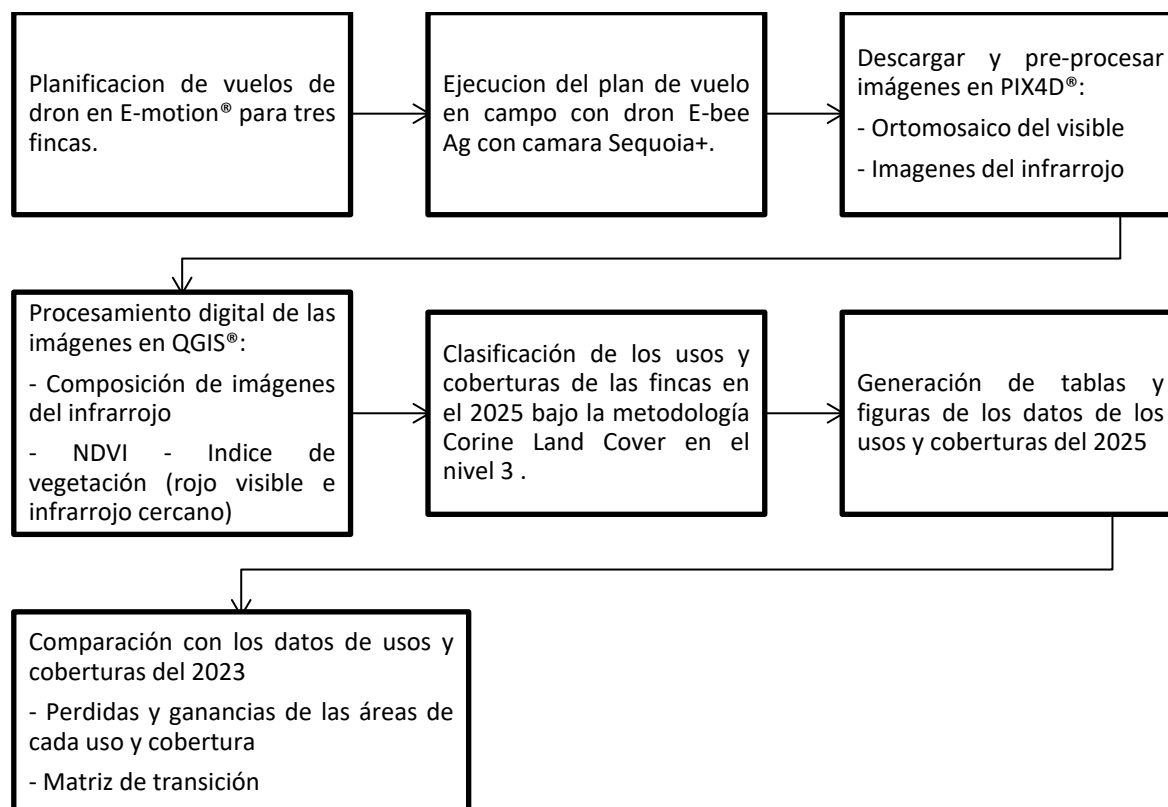 Planificacion de vuelos de
dron en E-motion® para tres
fincas.
Ejecucion del plan de vuelo
en campo con dron E-bee
Ag con camara Sequoia+.
Descargar y pre-procesar
imágenes en PIX4D®:
- Ortomosaico del visible
- Imagenes del infrarrojo
Procesamiento digital de las
imágenes en QGIS®:
- Composición de imágenes
del infrarrojo
- NDVI - Indice de
vegetación (rojo visible e
infrarrojo cercano)
Clasificación de los usos y
coberturas de las fincas en
el 2025 bajo la metodología
Corine Land Cover en el
nivel 3 .
Generación de tablas y
figuras de los datos de los
usos y coberturas del 2025
Comparación con los datos de usos y
coberturas del 2023
- Perdidas y ganancias de las áreas de
cada uso y cobertura
- Matriz de transición